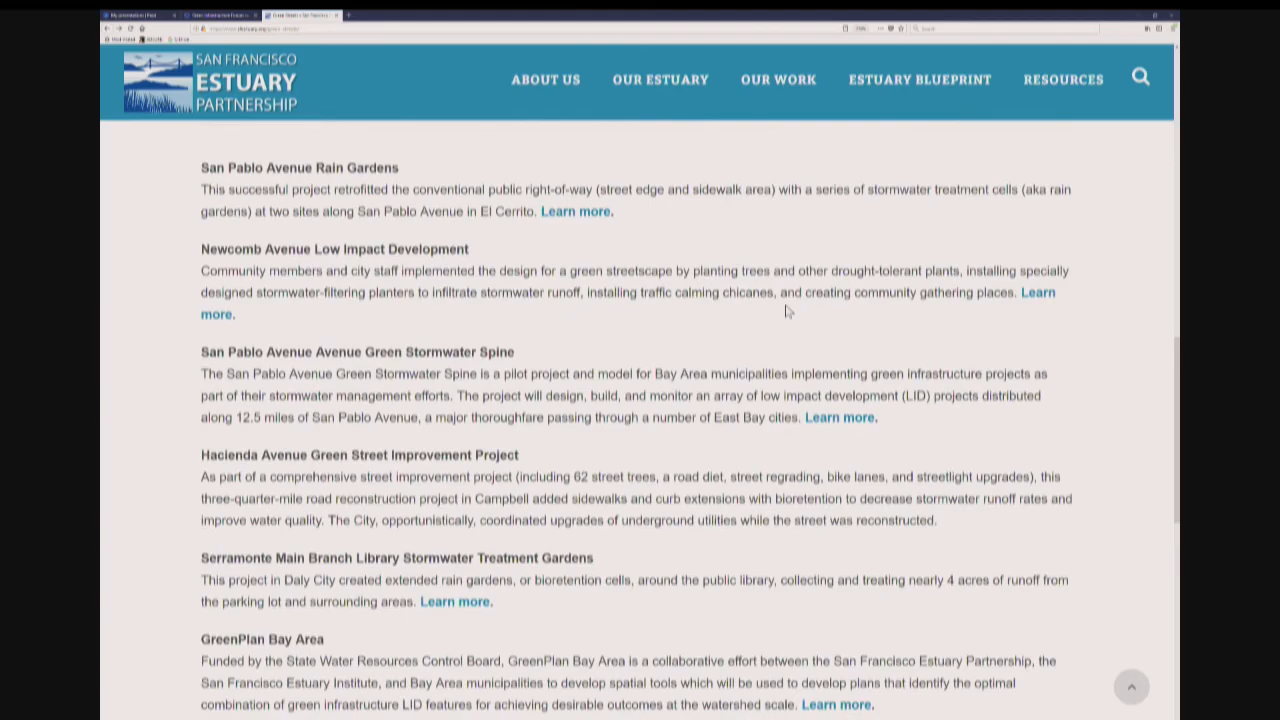 My presentations | Prezi
SAN FRANCISCO
ESTUARY
PARTNERSHIP
ABOUT US OUR ESTUARY OUR WORK ESTUARY BLUEPRINT RESOURCES
San Pablo Avenue Rain Gardens
This successful project retrofitted the conventional public right-of-way (street edge and sidewalk area) with a series of stormwater treatment cells (aka rain
gardens) at two sites along San Pablo Avenue in El Cerrito. Learn more.
Newcomb Avenue Low Impact Development
Community members and city staff implemented the design for a green streetscape by planting trees and other drought-tolerant plants, installing specially
designed stormwater-filtering planters to infiltrate stormwater runoff, installing traffic calming chicanes, and creating community gathering places. Learn
more.
San Pablo Avenue Avenue Green Stormwater Spine
The San Pablo Avenue Green Stormwater Spine is a pilot project and model for Bay Area municipalities implementing green infrastructure projects as
part of their stormwater management efforts. The project will design, build, and monitor an array of low impact development (LID) projects distributed
along 12.5 miles of San Pablo Avenue, a major thoroughfare passing through a number of East Bay cities. Learn more.
Hacienda Avenue Green Street Improvement Project
As part of a comprehensive street improvement project (including 62 street trees, a road diet, street regrading, bike lanes, and streetlight upgrades), this
three-quarter-mile road reconstruction project in Campbell added sidewalks and curb extensions with bioretention to decrease stormwater runoff rates and
improve water quality. The City, opportunistically, coordinated upgrades of underground utilities while the street was reconstructed.
Serramonte Main Branch Library Stormwater Treatment Gardens
This project in Daly City created extended rain gardens, or bioretention cells, around the public library, collecting and treating nearly 4 acres of runoff from
the parking lot and surrounding areas. Learn more.
GreenPlan Bay Area
Funded by the State Water Resources Control Board, GreenPlan Bay Area is a collaborative effort between the San Francisco Estuary Partnership, the
San Francisco Estuary Institute, and Bay Area municipalities to develop spatial tools which will be used to develop plans that identify the optimal
combination of green infrastructure LID features for achieving desirable outcomes at the watershed scale. Learn more.